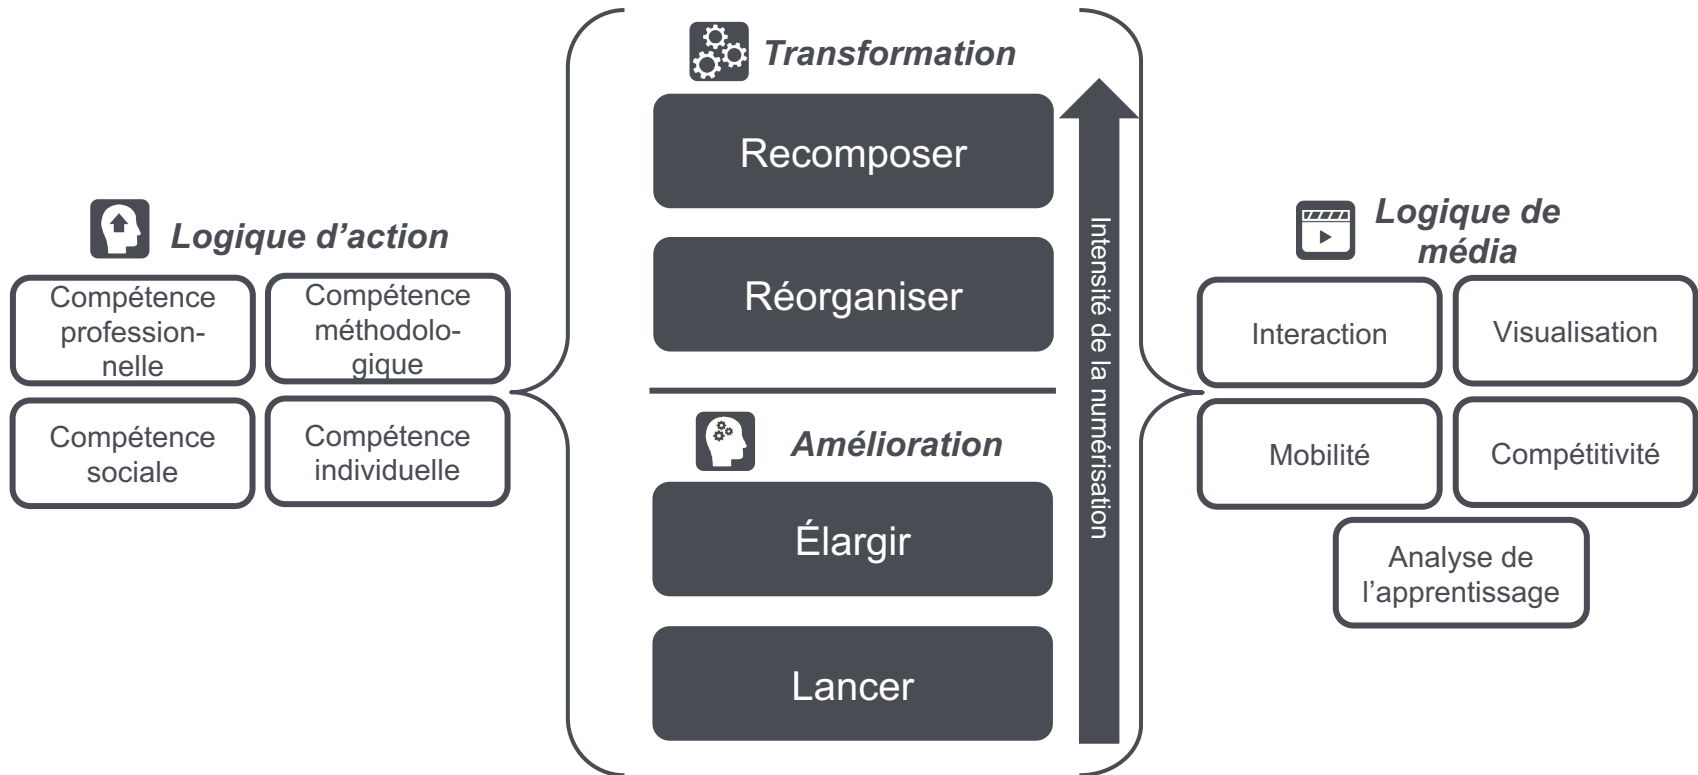 Logique d’action
Compétence
profession-
nelle
Compétence
méthodolo-
gique
Compétence
sociale
Compétence
individuelle
Transformation
Recomposer
Réorganiser
Amélioration
Élargir
Lancer
Intensité de la numérisation
Logique de
média
Interaction
Visualisation
Mobilité
Compétitivité
Analyse de
l’apprentissage